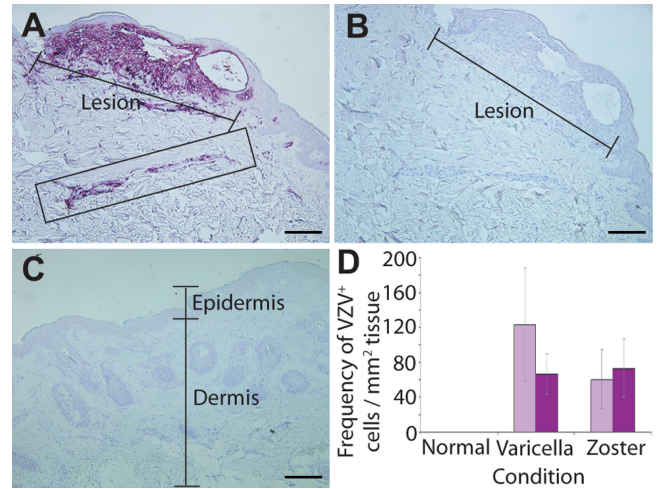 A
Lesion
B
Lesion
C
Epidermis
Dermis
D
Frequency of VZV⁺
cells / mm² tissue
200
160
120
80
40
0
Normal Varicella Zoster
Condition